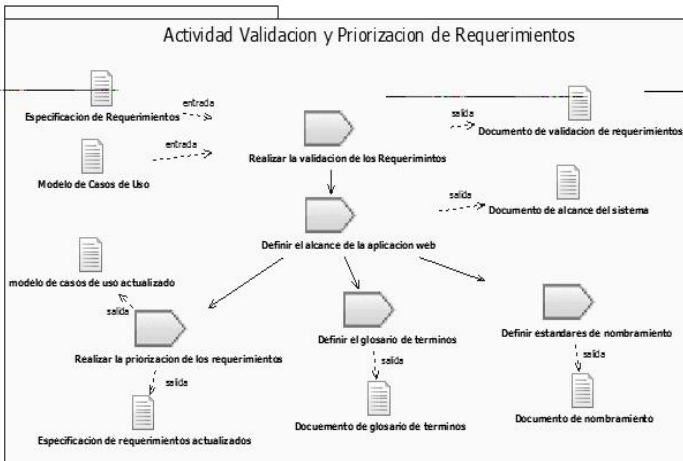 Actividad Validacion y Priorizacion de Requerimientos
Especificacion de Requerimientos
entrada
salida
Documento de validacion de requerimientos
Realizar la validacion de los Requerimintos
entrada
Modelo de Casos de Uso
salida
Documento de alcance del sistema
Definir el alcance de la aplicacion web
modelo de casos de uso actualizado
salida
Realizar la priorizacion de los requerimientos
Definir el glosario de terminos
Definir estandares de nombramiento
salida
salida
salida
Especificacion de requerimientos actualizados
Docuemento de glosario de terminos
Documento de nombramiento